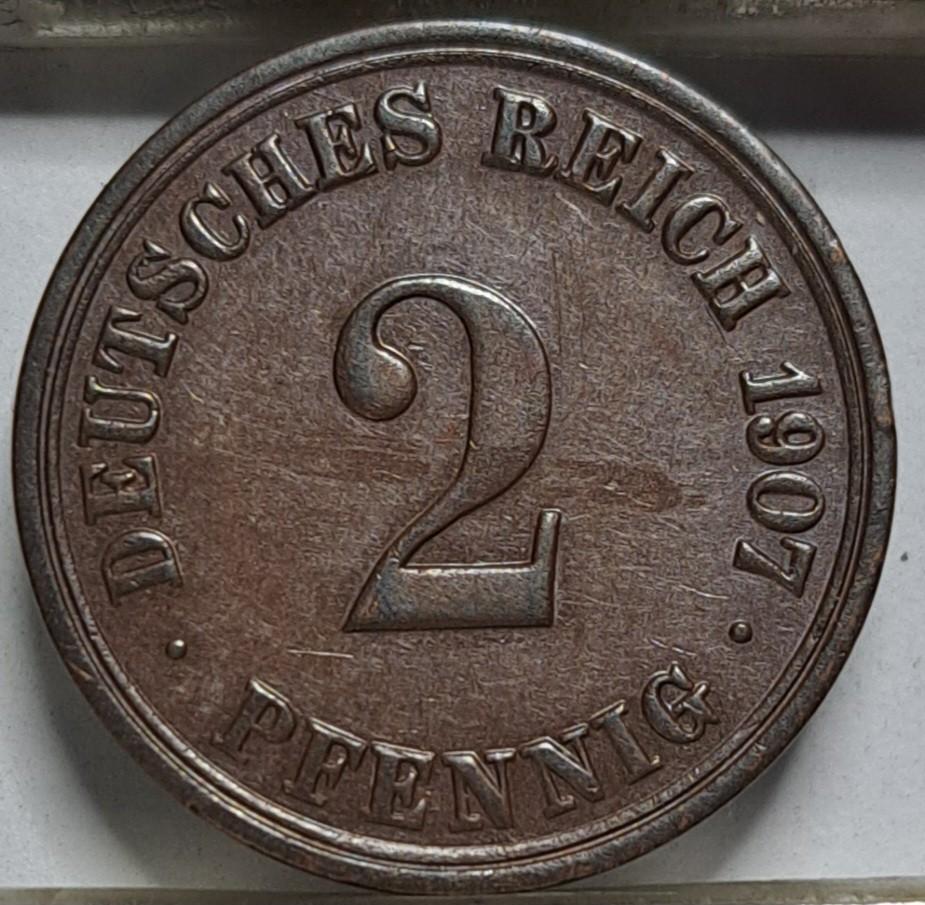 DEUTSCHES REICH 1907
2
· PFENNIG ·